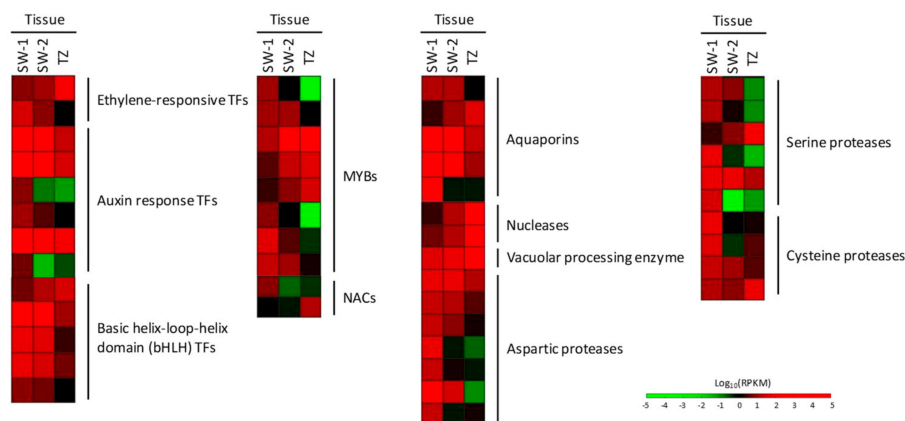 Tissue
SW-1 SW-2 TZ
Ethylene-responsive TFs
Auxin response TFs
Basic helix-loop-helix
domain (bHLH) TFs
Tissue
SW-1 SW-2 TZ
MYBs
NACs
Tissue
SW-1 SW-2 TZ
Aquaporins
Nucleases
Vacuolar processing enzyme
Aspartic proteases
Tissue
SW-1 SW-2 TZ
Serine proteases
Cysteine proteases
Log10(RPKM)
-5 -4 -3 -2 -1 0 1 2 3 4 5